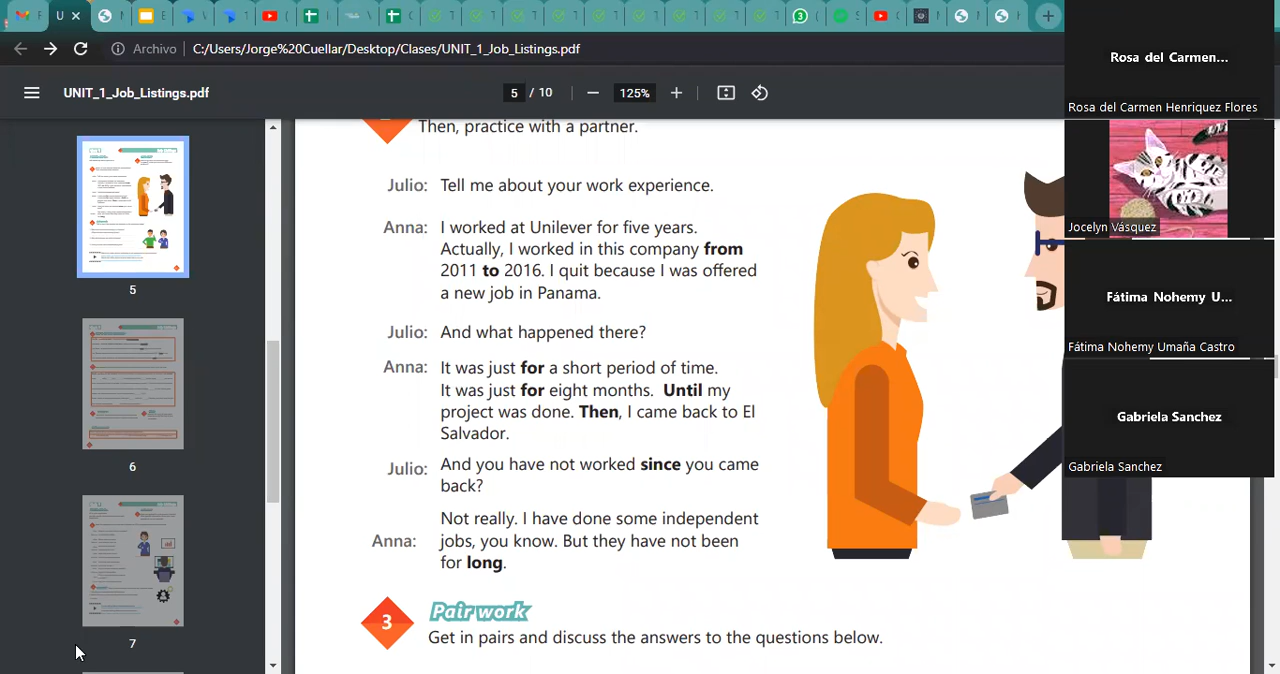 Archivo
C:/Users/Jorge%20Cuellar/Desktop/Clases/UNIT_1_Job_Listings.pdf
UNIT_1_Job_Listings.pdf
5 / 10
125%
Then, practice with a partner.
Julio: Tell me about your work experience.
Anna: I worked at Unilever for five years.
Actually, I worked in this company from
2011 to 2016. I quit because I was offered
a new job in Panama.
Julio: And what happened there?
Anna: It was just for a short period of time.
It was just for eight months. Until my
project was done. Then, I came back to El
Salvador.
Julio: And you have not worked since you came
back?
Not really. I have done some independent
Anna: jobs, you know. But they have not been
for long.
3
Pair work
Get in pairs and discuss the answers to the questions below.
5
6
7
Rosa del Carmen...
Rosa del Carmen Henriquez Flores
Jocelyn Vásquez
Fátima Nohemy U...
Fátima Nohemy Umaña Castro
Gabriela Sanchez
Gabriela Sanchez